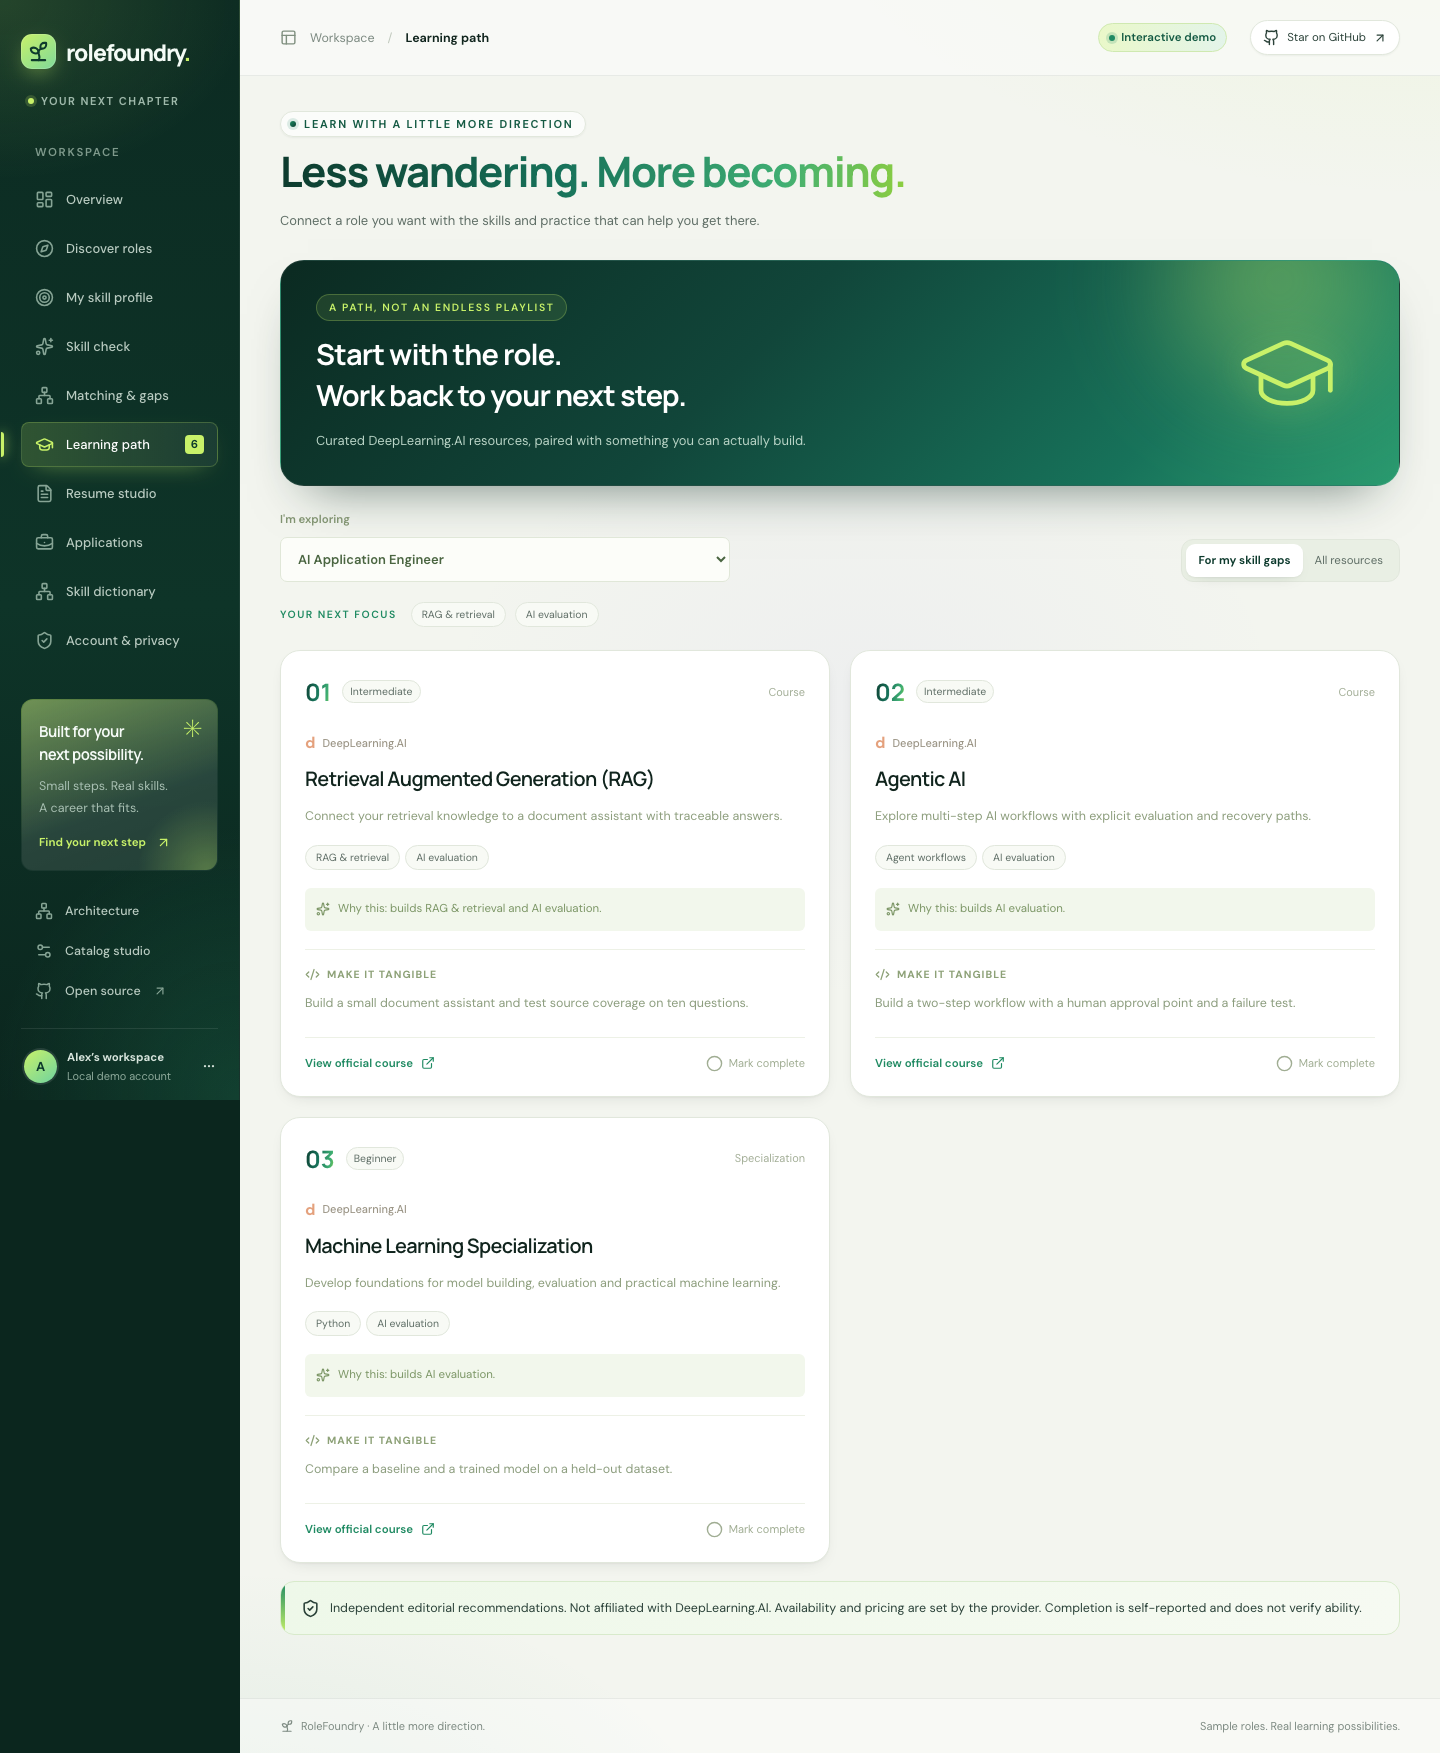 rolefoundry.
YOUR NEXT CHAPTER
WORKSPACE
Overview
Discover roles
My skill profile
Skill check
Matching & gaps
Learning path 6
Resume studio
Applications
Skill dictionary
Account & privacy
Built for your
next possibility.
Small steps. Real skills.
A career that fits.
Find your next step
Architecture
Catalog studio
Open source
A
Alex's workspace
Local demo account
Workspace / Learning path
Interactive demo
Star on GitHub
LEARN WITH A LITTLE MORE DIRECTION
Less wandering. More becoming.
Connect a role you want with the skills and practice that can help you get there.
A PATH, NOT AN ENDLESS PLAYLIST
Start with the role.
Work back to your next step.
Curated DeepLearning.AI resources, paired with something you can actually build.
I'm exploring
AI Application Engineer
For my skill gaps All resources
YOUR NEXT FOCUS RAG & retrieval AI evaluation
01 Intermediate Course
d DeepLearning.AI
Retrieval Augmented Generation (RAG)
Connect your retrieval knowledge to a document assistant with traceable answers.
RAG & retrieval AI evaluation
Why this: builds RAG & retrieval and AI evaluation.
MAKE IT TANGIBLE
Build a small document assistant and test source coverage on ten questions.
View official course Mark complete
02 Intermediate Course
d DeepLearning.AI
Agentic AI
Explore multi-step AI workflows with explicit evaluation and recovery paths.
Agent workflows AI evaluation
Why this: builds AI evaluation.
MAKE IT TANGIBLE
Build a two-step workflow with a human approval point and a failure test.
View official course Mark complete
03 Beginner Specialization
d DeepLearning.AI
Machine Learning Specialization
Develop foundations for model building, evaluation and practical machine learning.
Python AI evaluation
Why this: builds AI evaluation.
MAKE IT TANGIBLE
Compare a baseline and a trained model on a held-out dataset.
View official course Mark complete
Independent editorial recommendations. Not affiliated with DeepLearning.AI. Availability and pricing are set by the provider. Completion is self-reported and does not verify ability.
RoleFoundry · A little more direction.
Sample roles. Real learning possibilities.